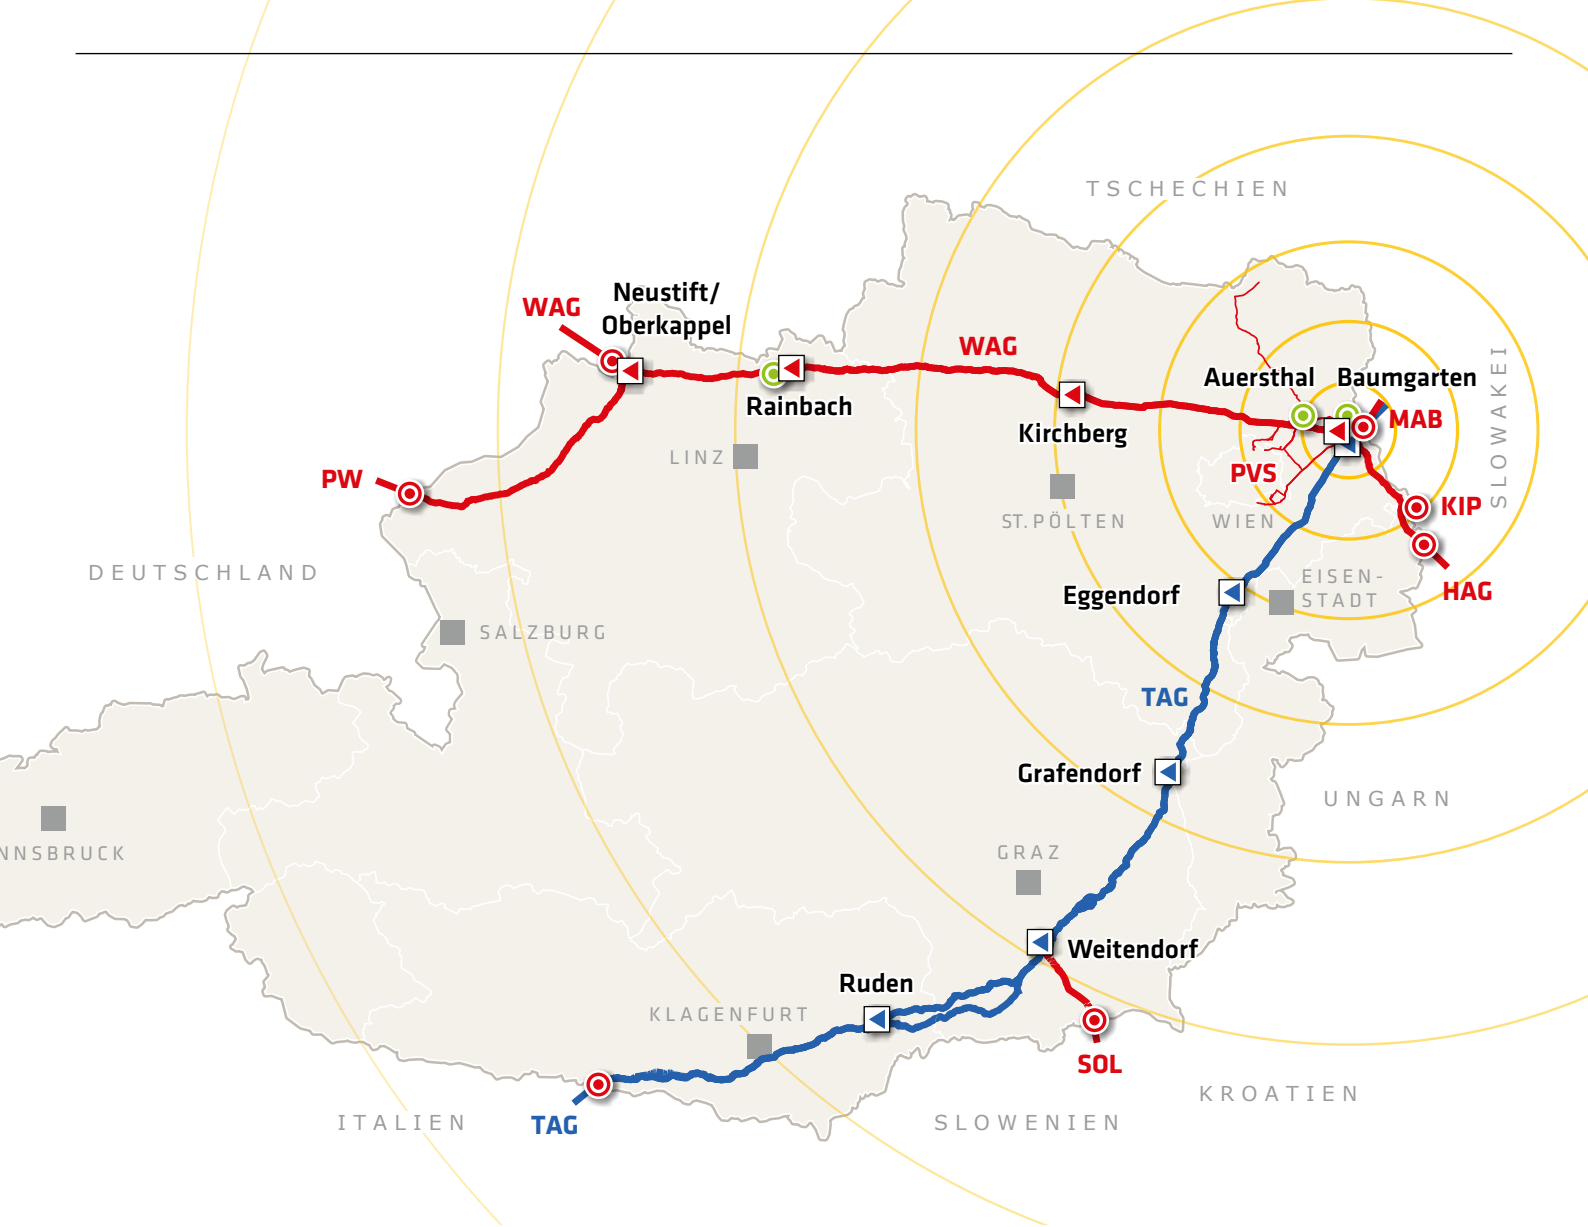 TSCHECHIEN
Neustift/
Oberkappel
WAG
WAG
Auersthal
Baumgarten
Rainbach
MAB
Kirchberg
SLOWAKEI
LINZ
PVS
PW
KIP
ST. PÖLTEN
WIEN
DEUTSCHLAND
EISEN-
STADT
HAG
Eggendorf
SALZBURG
TAG
Grafendorf
UNGARN
NNSBRUCK
GRAZ
Weitendorf
Ruden
KLAGENFURT
SOL
KROATIEN
ITALIEN
TAG
SLOWENIEN